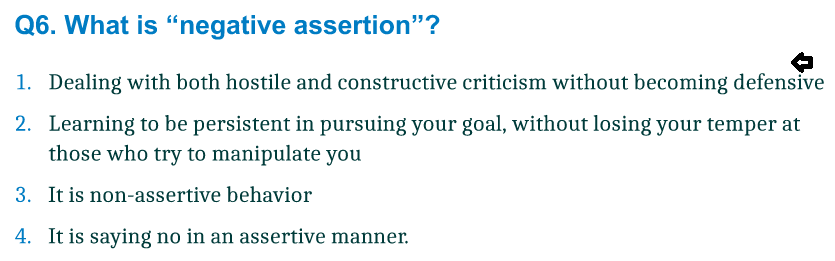 Q6. What is “negative assertion”?
1. Dealing with both hostile and constructive criticism without becoming defensive
2. Learning to be persistent in pursuing your goal, without losing your temper at
those who try to manipulate you
3. It is non-assertive behavior
4. It is saying no in an assertive manner.